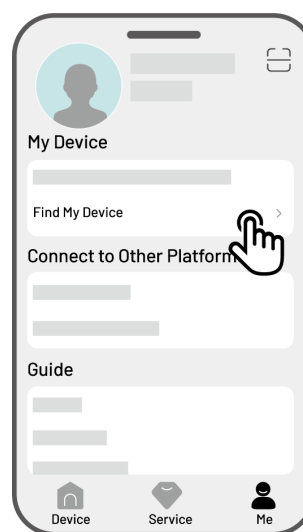 My Device
Find My Device
Connect to Other Platform
Guide
Device
Service
Me